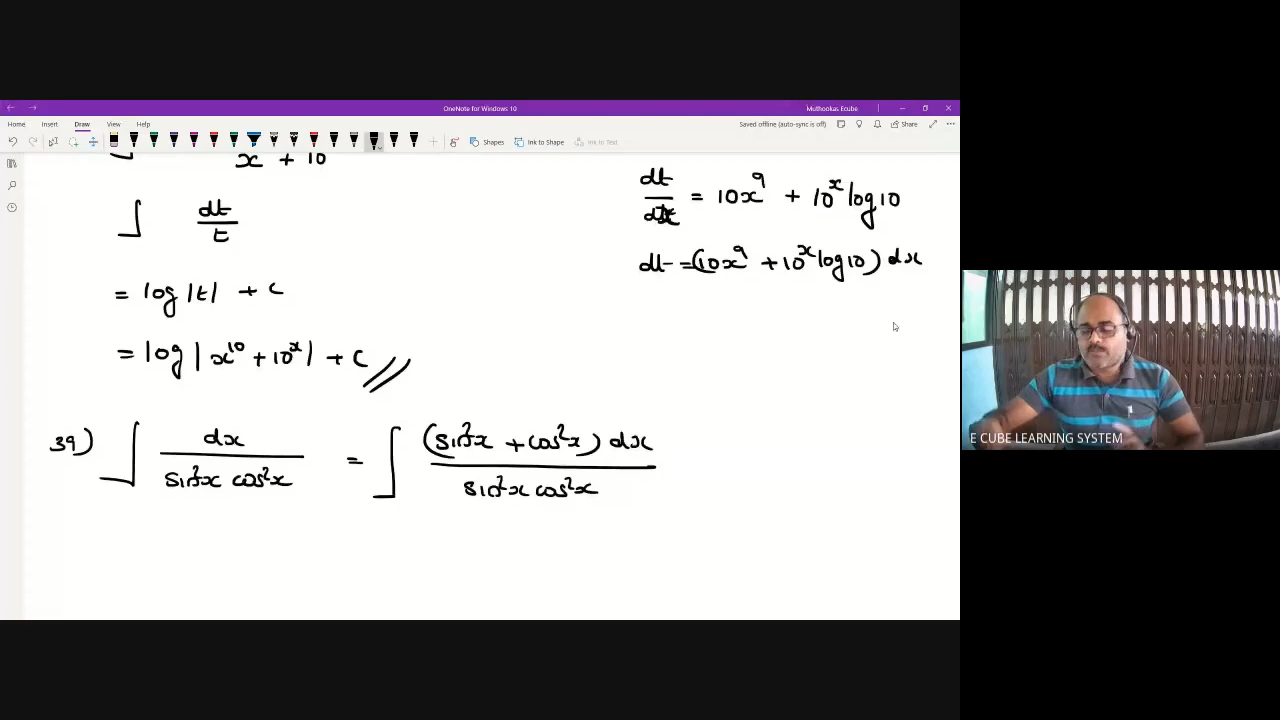 OneNote for Windows 10
Muthookas Ecube
Home Insert Draw View Help
Saved offline (auto-sync is off)
Share
Shapes
Ink to Shape
Ink to Text
x + 10
∫ dt/t
= log |t| + c
= log | x¹⁰ + 10ˣ | + c //
dt/dx = 10x⁹ + 10ˣ log 10
dt = (10x⁹ + 10ˣ log 10) dx
39) ∫ dx / sin²x cos²x = ∫ (sin²x + cos²x) dx / sin²x cos²x
E CUBE LEARNING SYSTEM